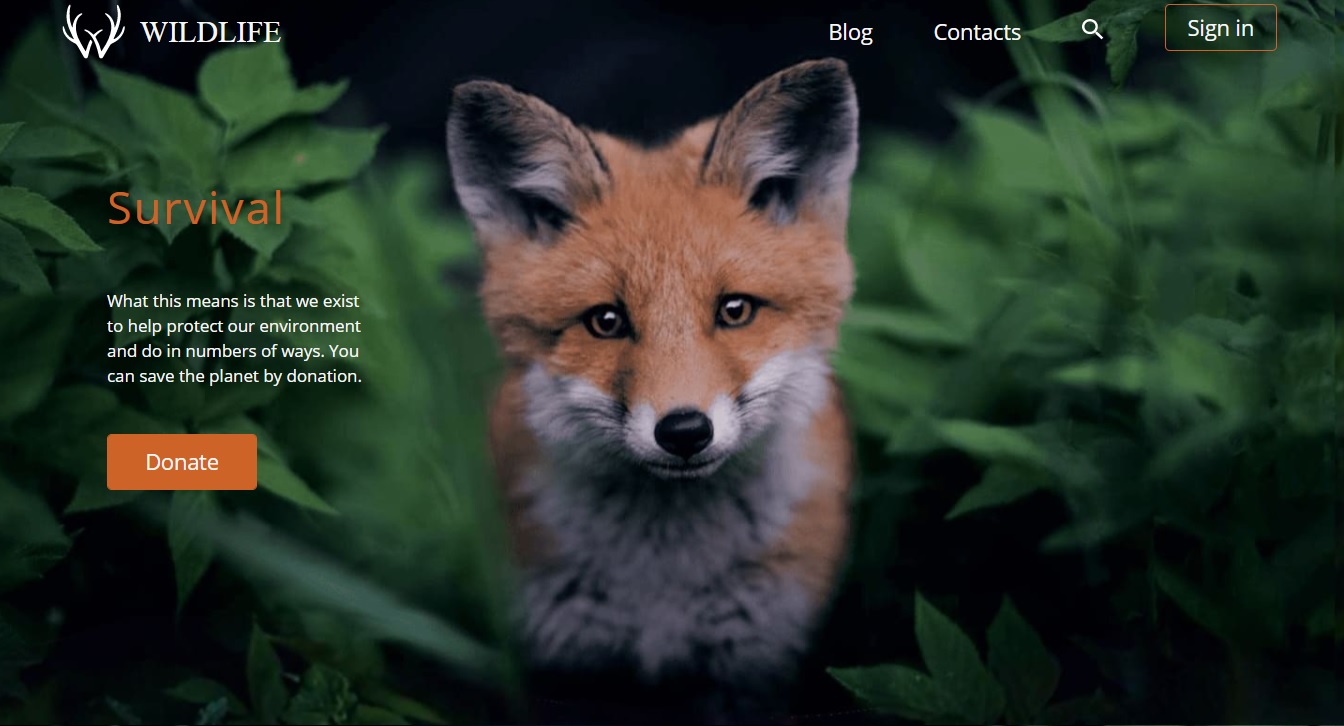 WILDLIFE
Blog
Contacts
Sign in
Survival
What this means is that we exist
to help protect our environment
and do in numbers of ways. You
can save the planet by donation.
Donate